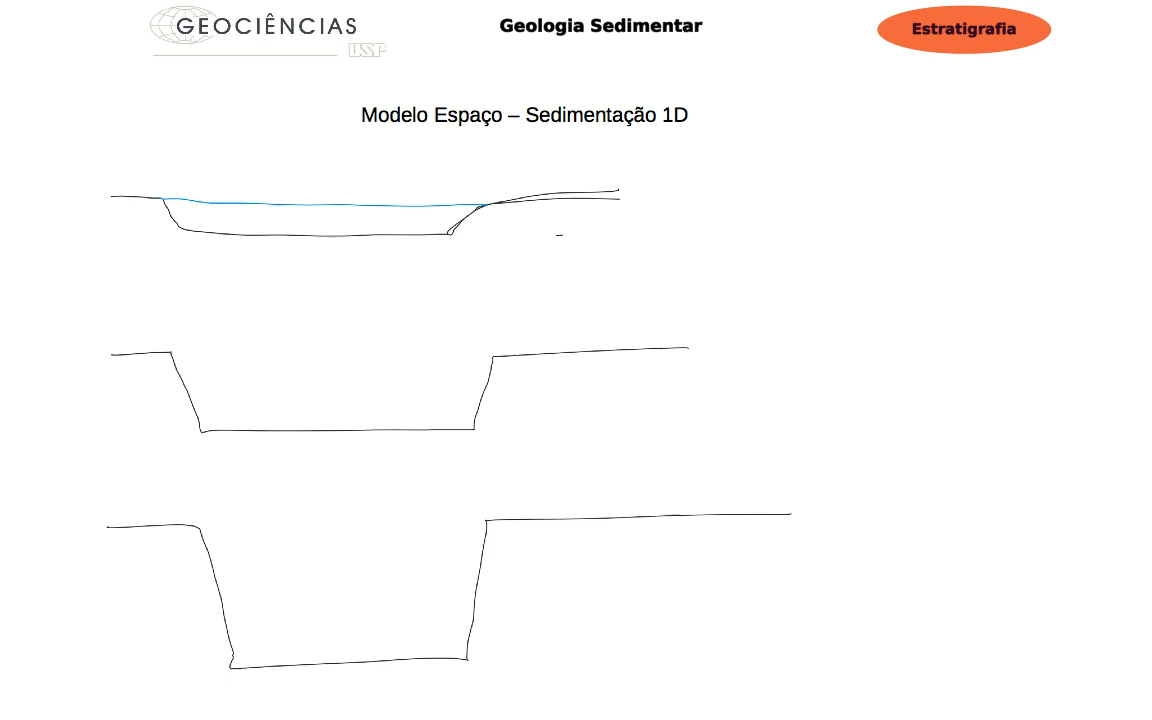 GEOCIÊNCIAS
USP
Geologia Sedimentar
Estratigrafia
Modelo Espaço – Sedimentação 1D